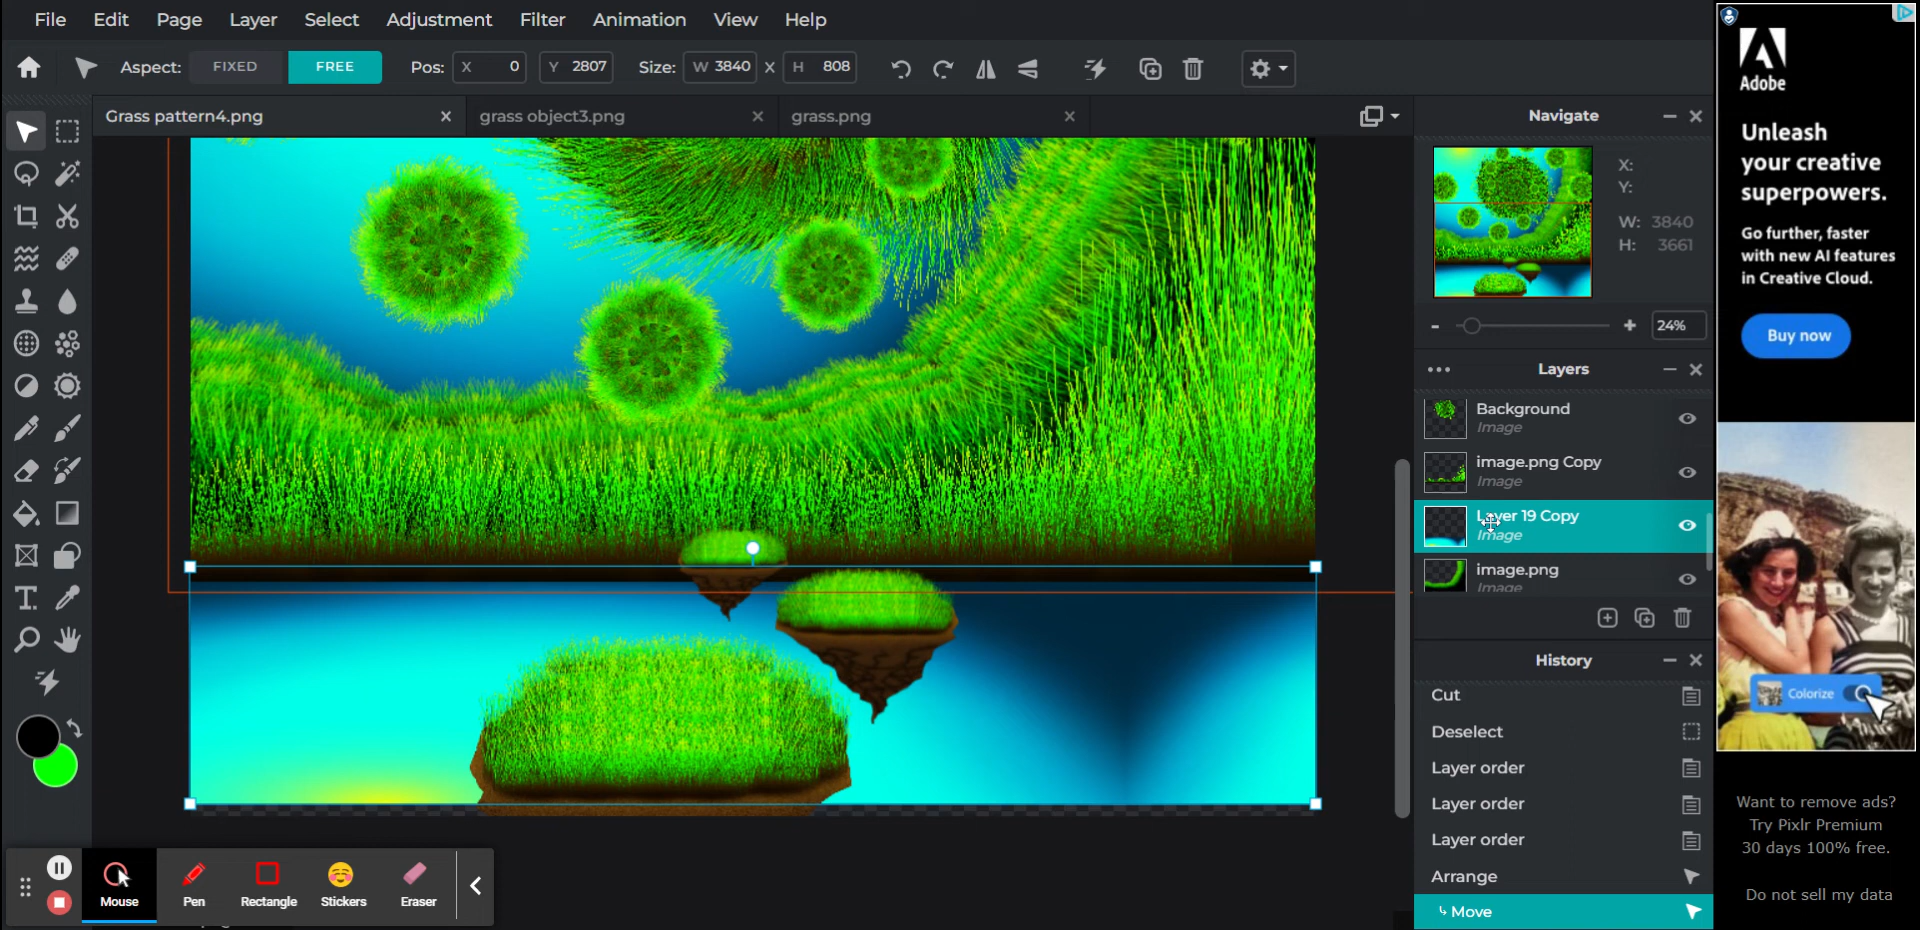 File Edit Page Layer Select Adjustment Filter Animation View Help
Aspect: FIXED FREE Pos: X 0 Y 2807 Size: W 3840 X H 808
Grass pattern4.png × grass object3.png × grass.png ×
Navigate
X:
Y:
W: 3840
H: 3661
- + 24%
Layers
Background
Image
image.png Copy
Image
Layer 19 Copy
Image
image.png
Image
History
Cut
Deselect
Layer order
Layer order
Layer order
Arrange
Move
T
Mouse Pen Rectangle Stickers Eraser
Adobe
Unleash
your creative
superpowers.
Go further, faster
with new AI features
in Creative Cloud.
Buy now
Colorize
Want to remove ads?
Try Pixlr Premium
30 days 100% free.
Do not sell my data